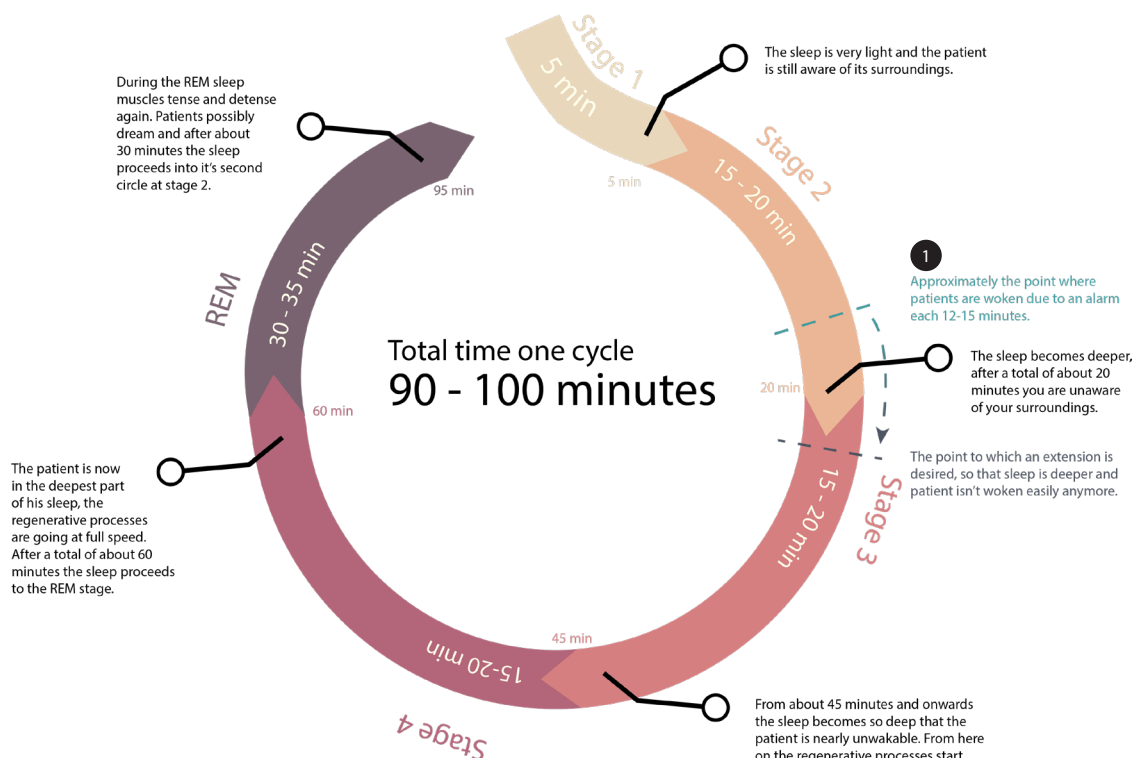 Stage 1
5 min
The sleep is very light and the patient
is still aware of its surroundings.
During the REM sleep
muscles tense and detense
again. Patients possibly
dream and after about
30 minutes the sleep
proceeds into it's second
circle at stage 2.
95 min
5 min
Stage 2
15 - 20 min
1
Approximately the point where
patients are woken due to an alarm
each 12-15 minutes.
REM
30 - 35 min
Total time one cycle
90 - 100 minutes
20 min
The sleep becomes deeper,
after a total of about 20
minutes you are unaware
of your surroundings.
60 min
The point to which an extension is
desired, so that sleep is deeper and
patient isn't woken easily anymore.
Stage 3
15 - 20 min
The patient is now
in the deepest part
of his sleep, the
regenerative processes
are going at full speed.
After a total of about 60
minutes the sleep proceeds
to the REM stage.
45 min
15-20 min
Stage 4
From about 45 minutes and onwards
the sleep becomes so deep that the
patient is nearly unwakable. From here
on the regenerative processes start